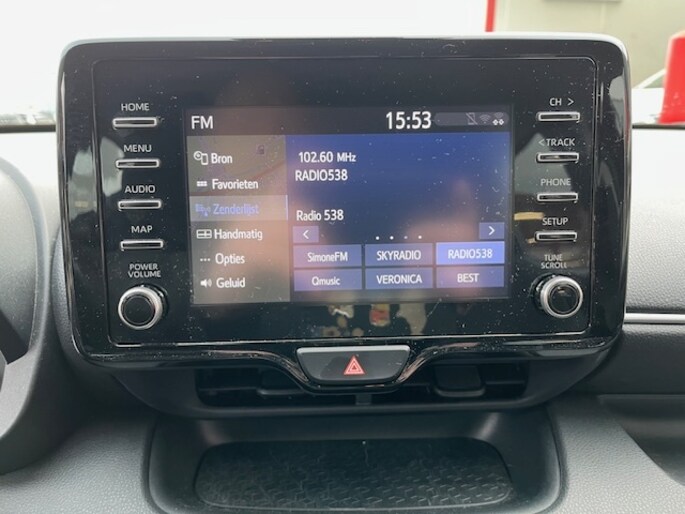 HOME
MENU
AUDIO
MAP
POWER
VOLUME
FM
15:53
Bron
Favorieten
Zenderlijst
Handmatig
Opties
Geluid
102.60 MHz
RADIO538
Radio 538
< >
SimoneFM SKYRADIO RADIO538
Qmusic VERONICA BEST
CH >
< TRACK
PHONE
SETUP
TUNE
SCROLL